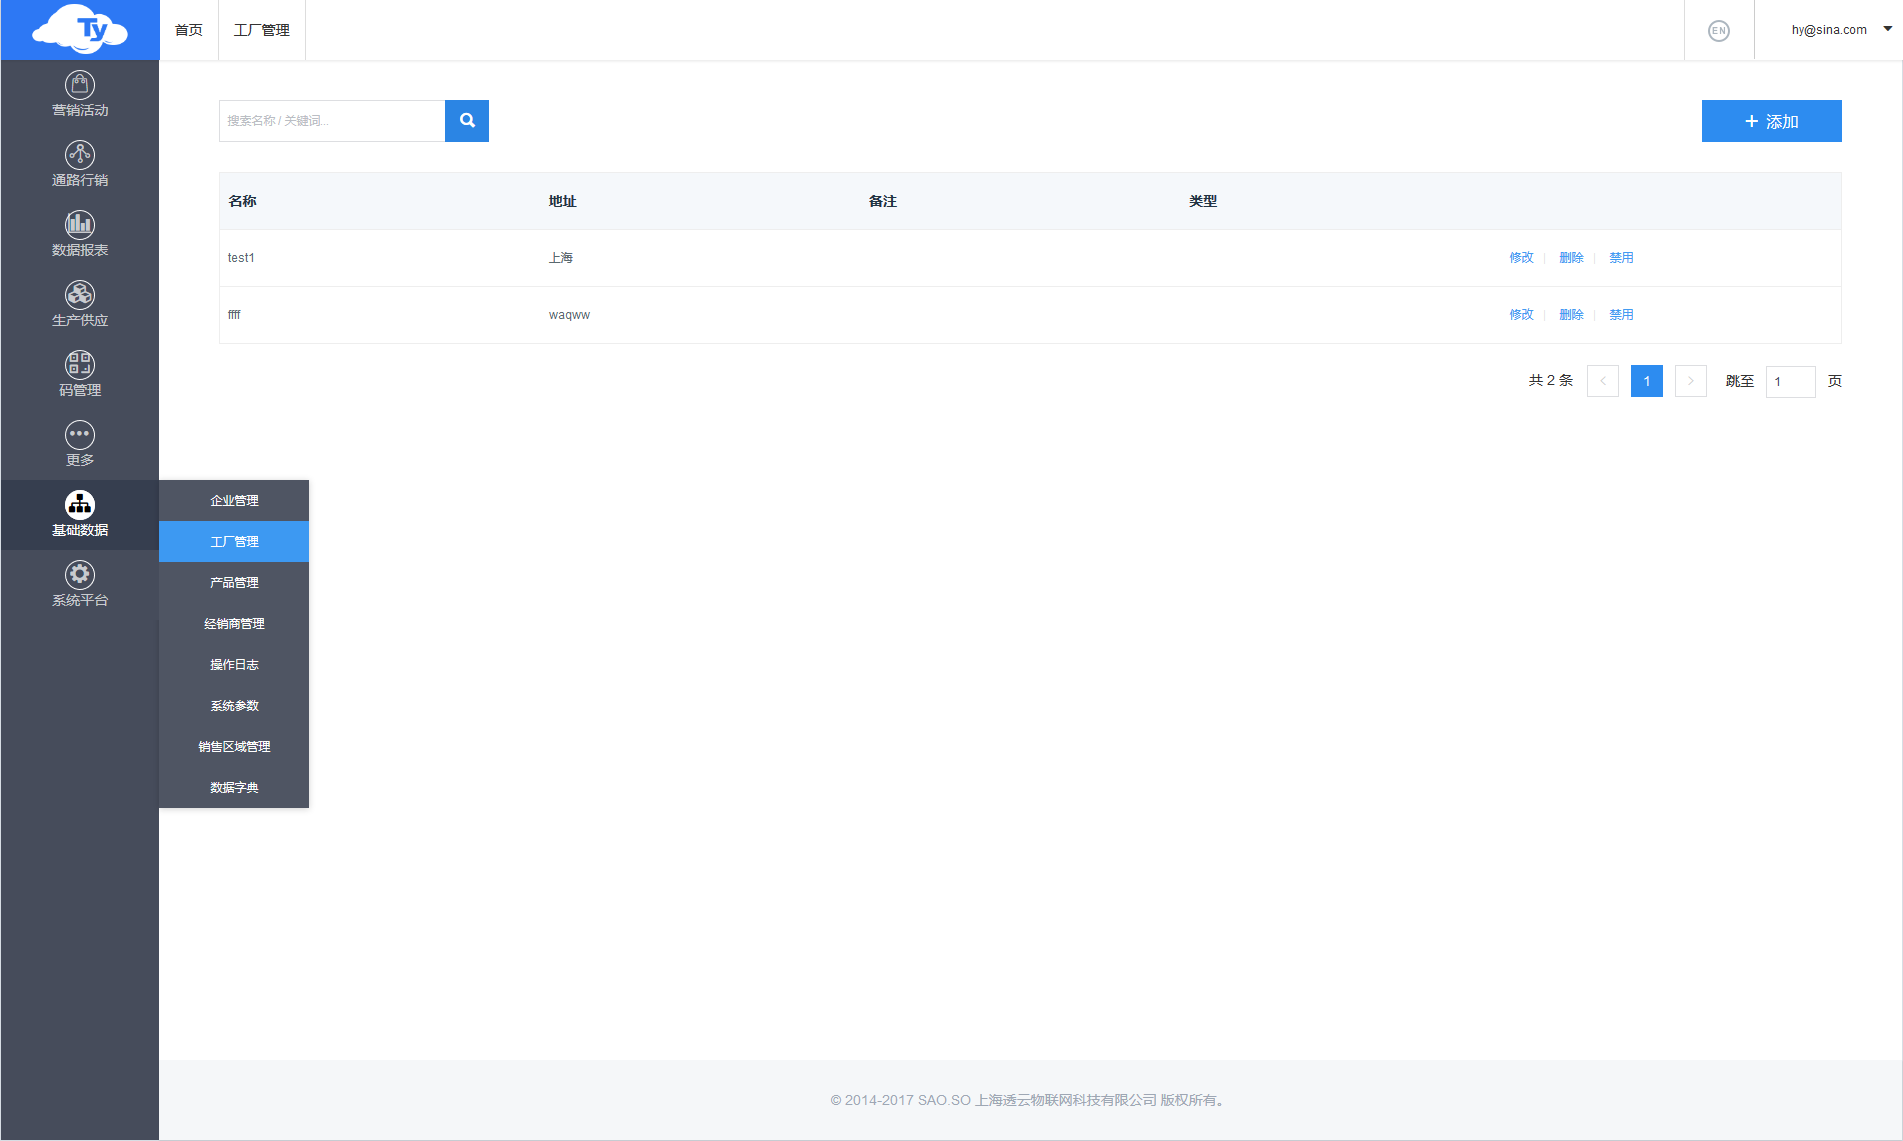 Ty
首页
工厂管理
EN
hy@sina.com
营销活动
通路行销
数据报表
生产供应
码管理
更多
基础数据
系统平台
企业管理
工厂管理
产品管理
经销商管理
操作日志
系统参数
销售区域管理
数据字典
搜索名称 / 关键词...
+ 添加
名称 地址 备注 类型
test1 上海 修改 删除 禁用
ffff waqww 修改 删除 禁用
共 2 条 < 1 > 跳至 1 页
© 2014-2017 SAO.SO 上海透云物联网科技有限公司 版权所有。